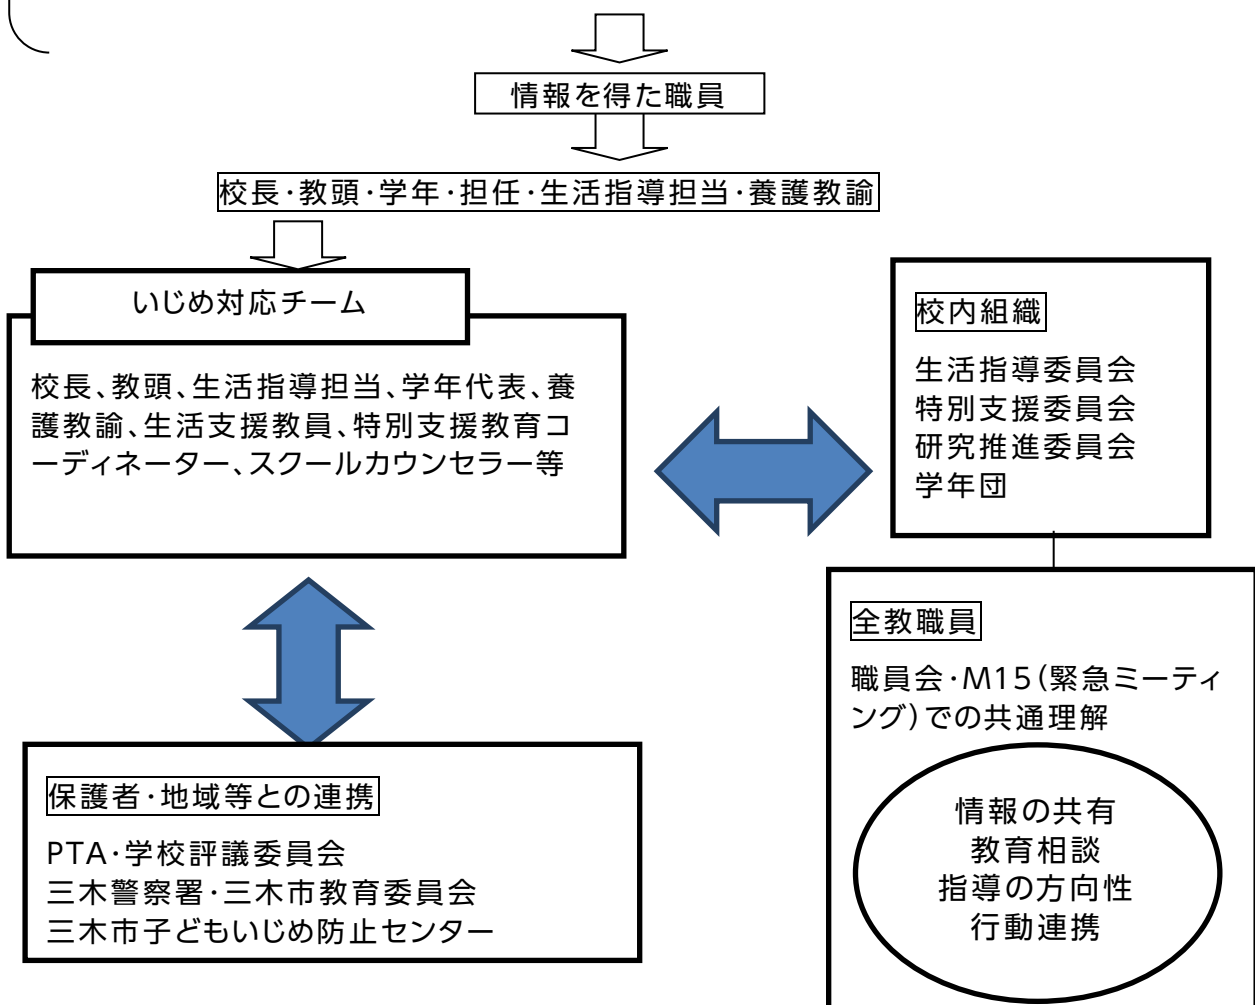 情報を得た職員
校長・教頭・学年・担任・生活指導担当・養護教諭
いじめ対応チーム
校長、教頭、生活指導担当、学年代表、養
護教諭、生活支援教員、特別支援教育コ
ーディネーター、スクールカウンセラー等
校内組織
生活指導委員会
特別支援委員会
研究推進委員会
学年団
全教職員
職員会・M15(緊急ミーティ
ング)での共通理解
情報の共有
教育相談
指導の方向性
行動連携
保護者・地域等との連携
PTA・学校評議委員会
三木警察署・三木市教育委員会
三木市子どもいじめ防止センター